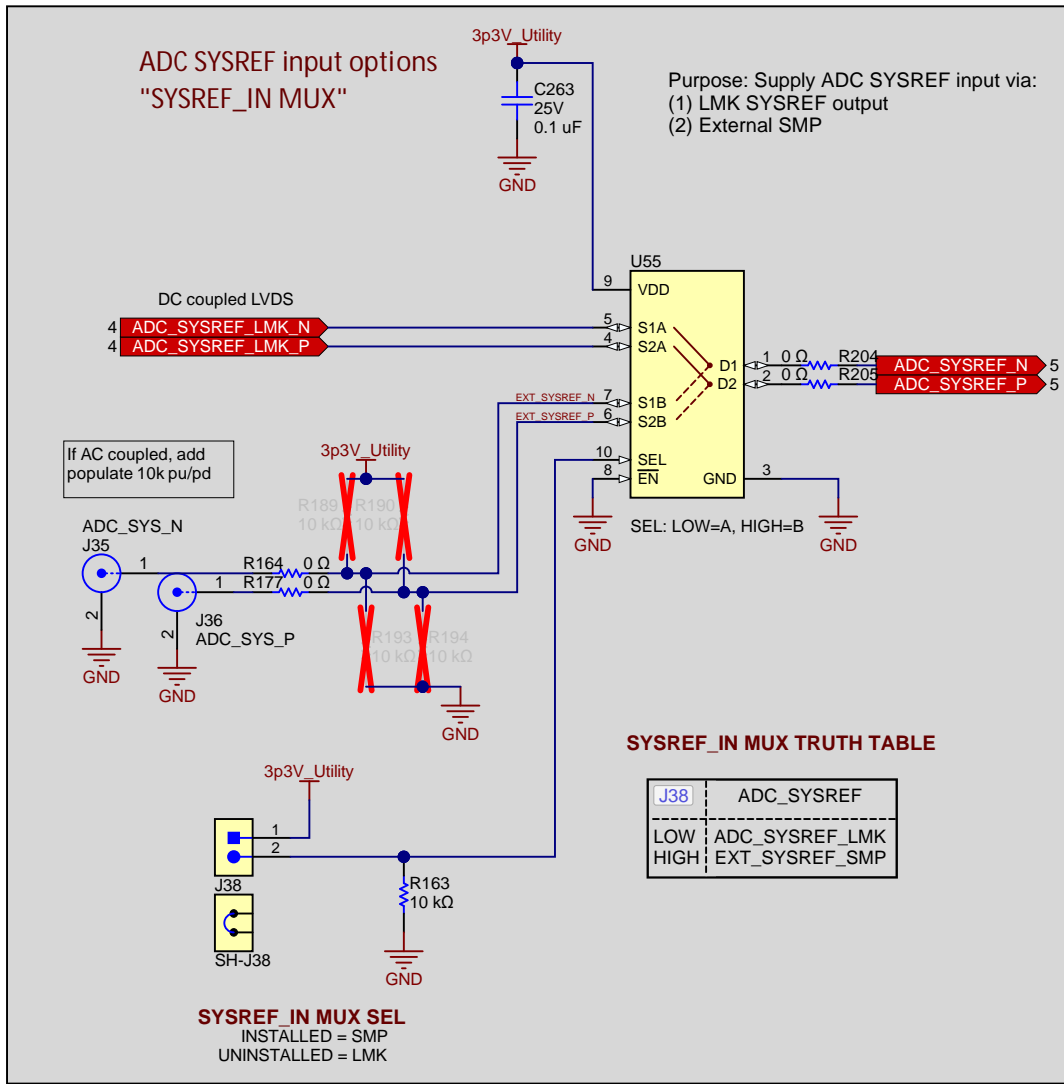 3p3V_Utility
ADC SYSREF input options
"SYSREF_IN MUX"
C263
25V
0.1 uF
GND
Purpose: Supply ADC SYSREF input via:
(1) LMK SYSREF output
(2) External SMP
U55
9 VDD
DC coupled LVDS
4 ADC_SYSREF_LMK_N 5 S1A
4 ADC_SYSREF_LMK_P 4 S2A
D1 1 0 Ω R204 ADC_SYSREF_N 5
D2 2 0 Ω R205 ADC_SYSREF_P 5
EXT_SYSREF_N 7 S1B
EXT_SYSREF_P 6 S2B
10 SEL
8 EN GND 3
GND
SEL: LOW=A, HIGH=B
GND
If AC coupled, add
populate 10k pu/pd
3p3V_Utility
R189 R190
10 kΩ 10 kΩ
ADC_SYS_N
J35
1 R164 0 Ω
1 R177 0 Ω
2
GND
J36
ADC_SYS_P
2
GND
R193 R194
10 kΩ 10 kΩ
GND
SYSREF_IN MUX TRUTH TABLE
J38 ADC_SYSREF
LOW ADC_SYSREF_LMK
HIGH EXT_SYSREF_SMP
3p3V_Utility
1
2
J38
R163
10 kΩ
GND
SH-J38
SYSREF_IN MUX SEL
INSTALLED = SMP
UNINSTALLED = LMK